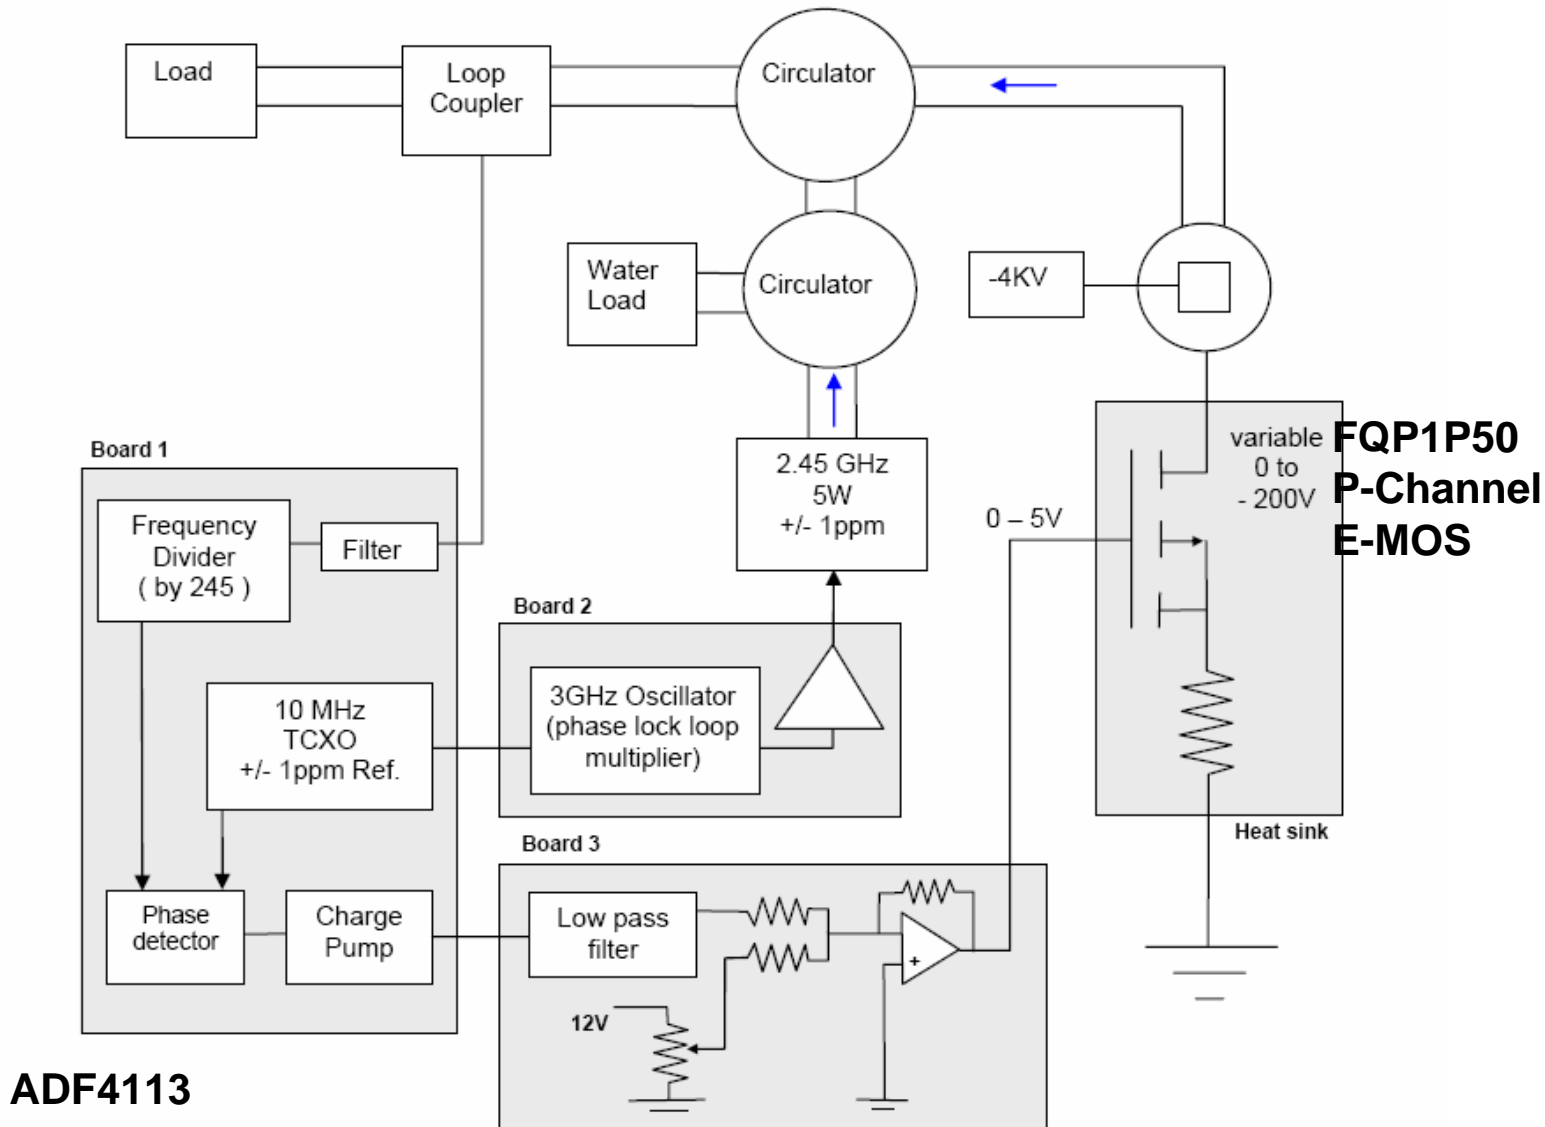 Load
Loop
Coupler
Circulator
Water
Load
Circulator
-4KV
Board 1
2.45 GHz
5W
+/- 1ppm
variable
0 to
- 200V
FQP1P50
P-Channel
E-MOS
0 – 5V
Frequency
Divider
( by 245 )
Filter
Board 2
10 MHz
TCXO
+/- 1ppm Ref.
3GHz Oscillator
(phase lock loop
multiplier)
Heat sink
Board 3
Phase
detector
Charge
Pump
Low pass
filter
+
12V
ADF4113